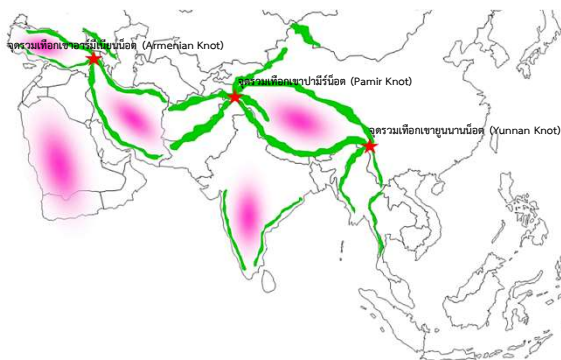 จุดรวมเทือกเขาอาร์มีเนียนน็อต (Armenian Knot)
จุดรวมเทือกเขาปามีร์น็อต (Pamir Knot)
จุดรวมเทือกเขายูนนานน็อต (Yunnan Knot)